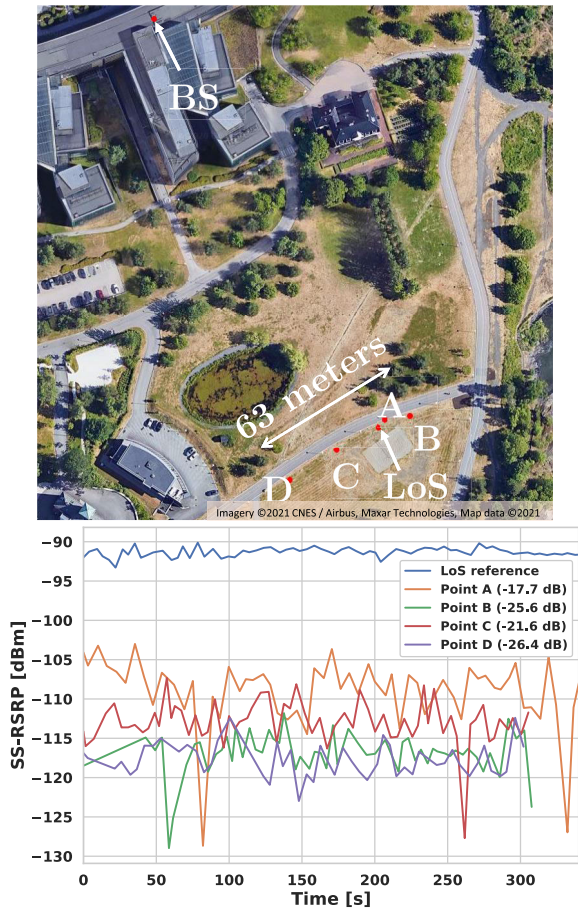 BS
63 meters
A
B
C
D
LoS
Imagery ©2021 CNES / Airbus, Maxar Technologies, Map data ©2021
SS-RSRP [dBm]
−90
−95
−100
−105
−110
−115
−120
−125
−130
LoS reference
Point A (-17.7 dB)
Point B (-25.6 dB)
Point C (-21.6 dB)
Point D (-26.4 dB)
0 50 100 150 200 250 300
Time [s]